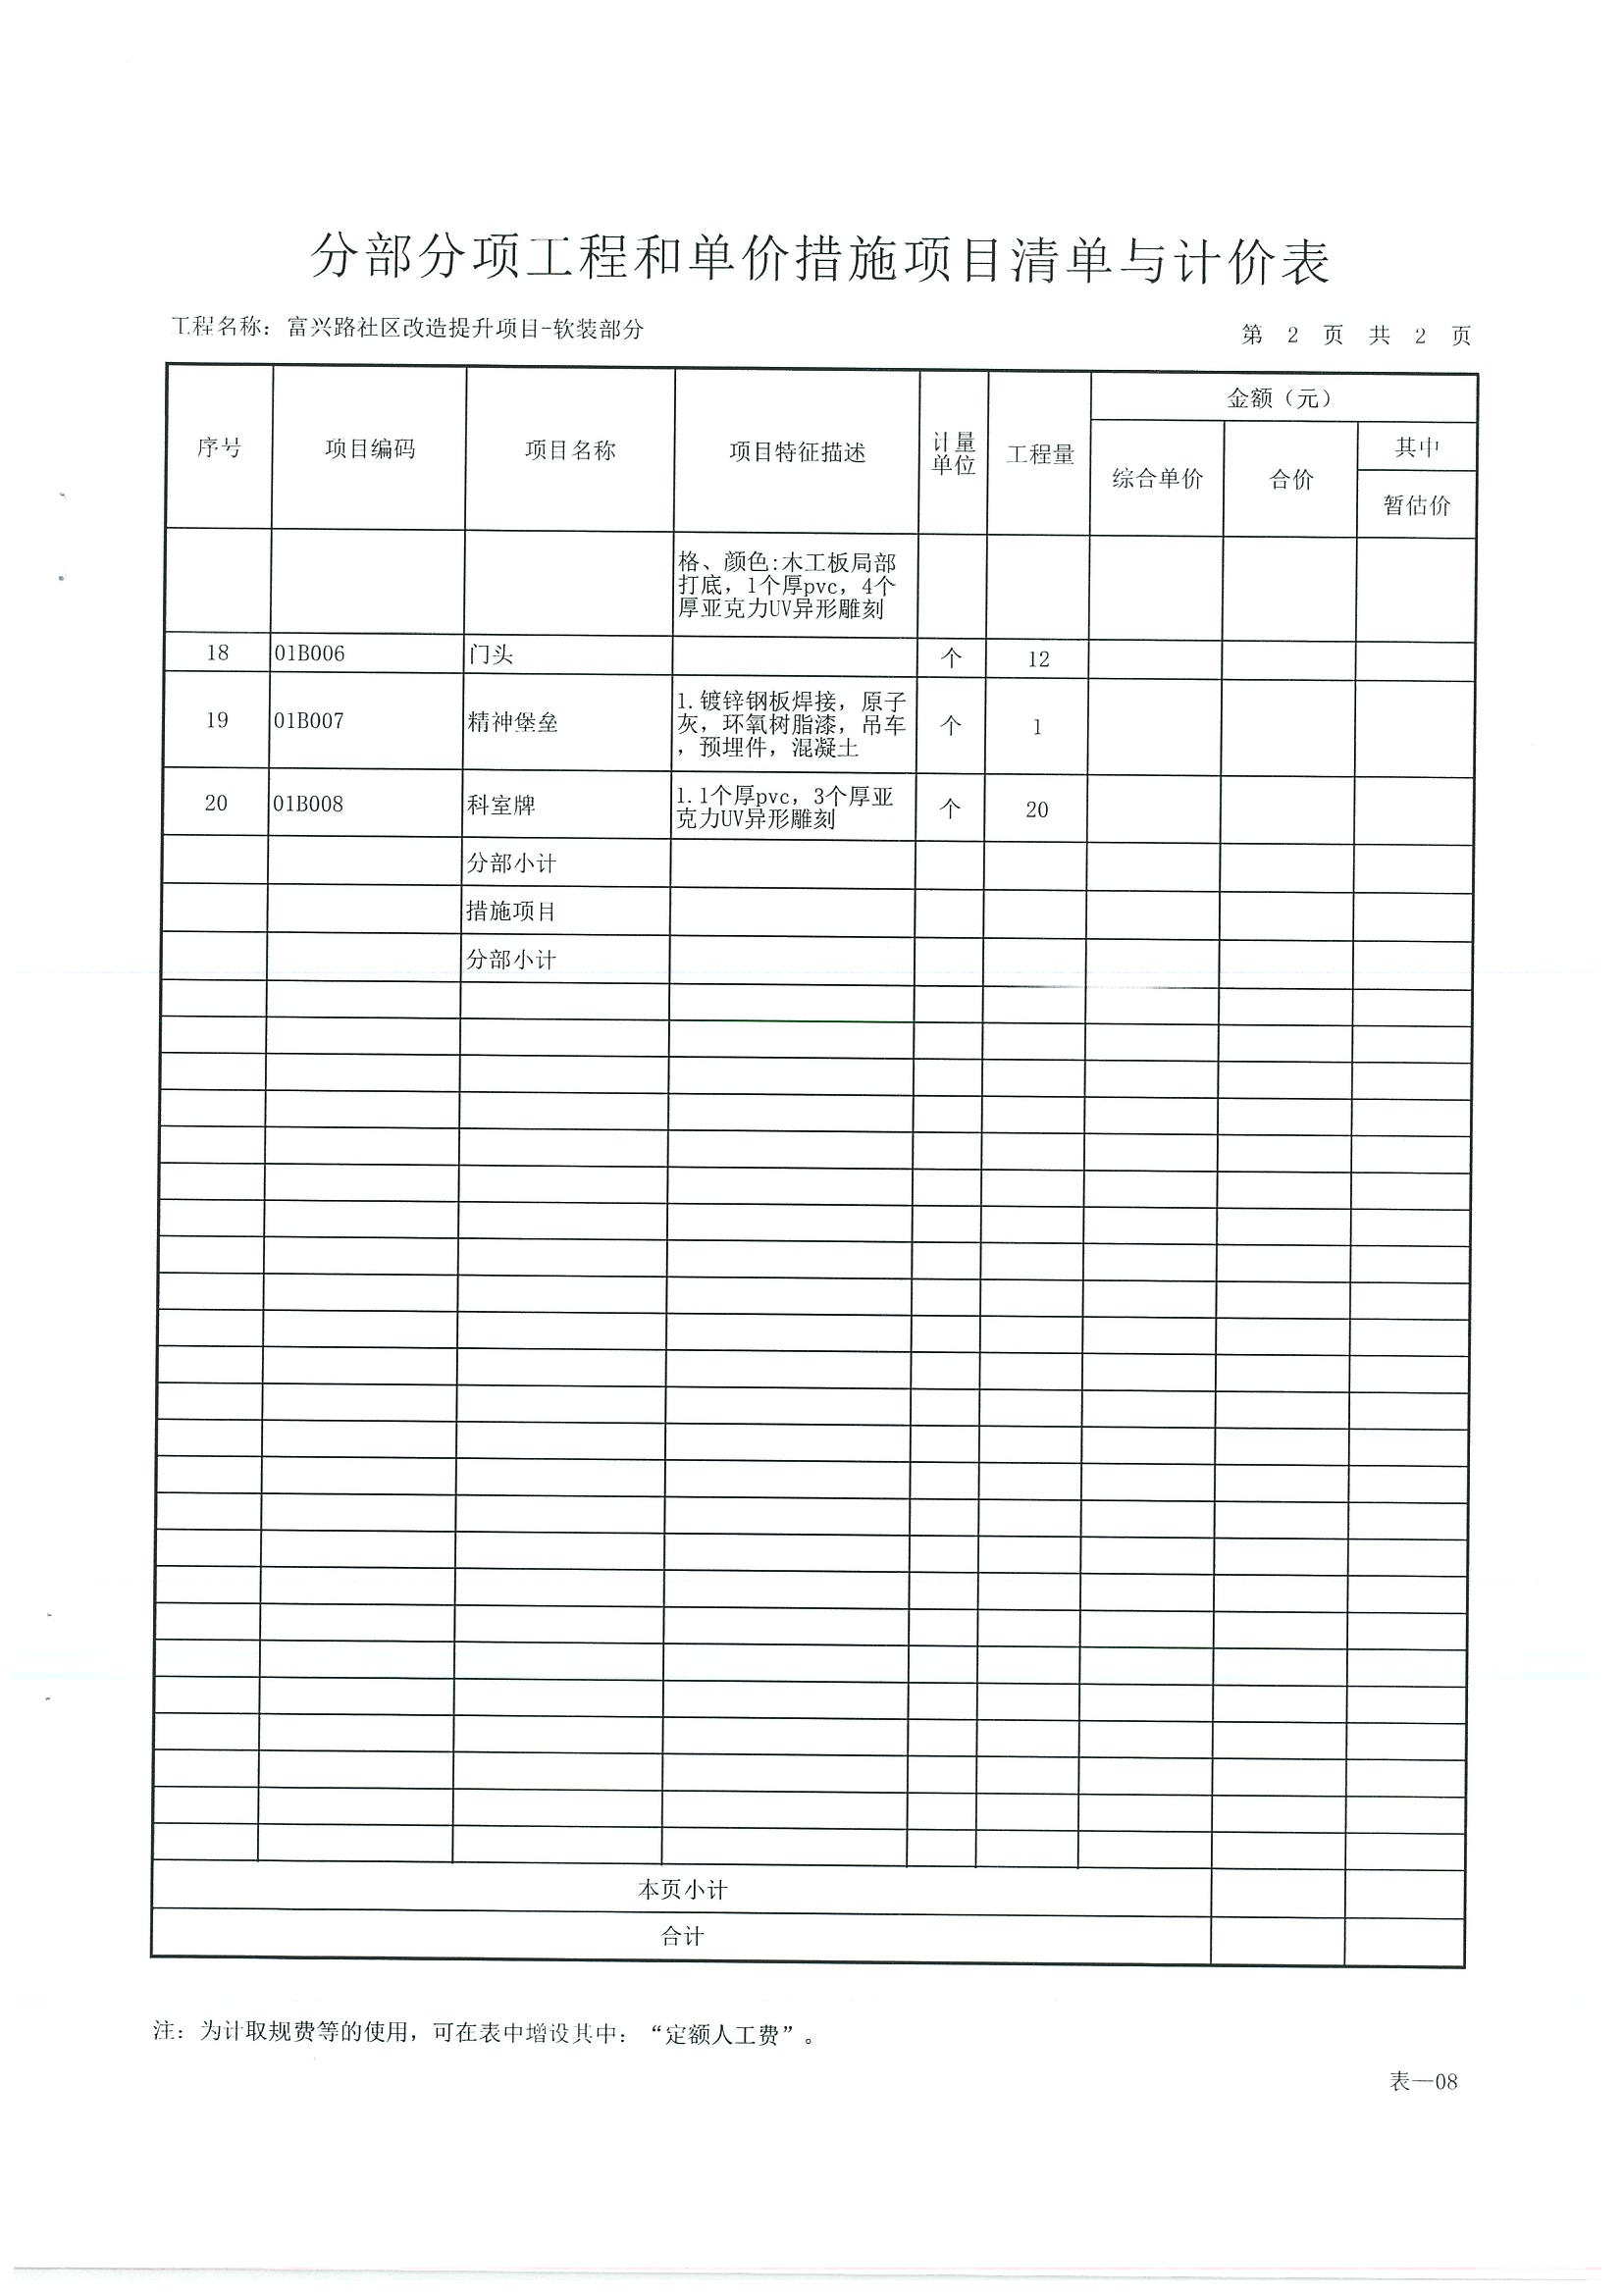 分部分项工程和单价措施项目清单与计价表
工程名称：富兴路社区改造提升项目-软装部分
第 2 页 共 2 页
序号 项目编码 项目名称 项目特征描述 计量单位 工程量 金额（元）
综合单价 合价 其中
暂估价
格、颜色:木工板局部
打底，1个厚pvc，4个
厚亚克力UV异形雕刻
18 01B006 门头 个 12
19 01B007 精神堡垒 1.镀锌钢板焊接，原子
灰，环氧树脂漆，吊车
，预埋件，混凝土 个 1
20 01B008 科室牌 1.1个厚pvc，3个厚亚
克力UV异形雕刻 个 20
分部小计
措施项目
分部小计
本页小计
合计
注：为计取规费等的使用，可在表中增设其中：“定额人工费”。
表—08